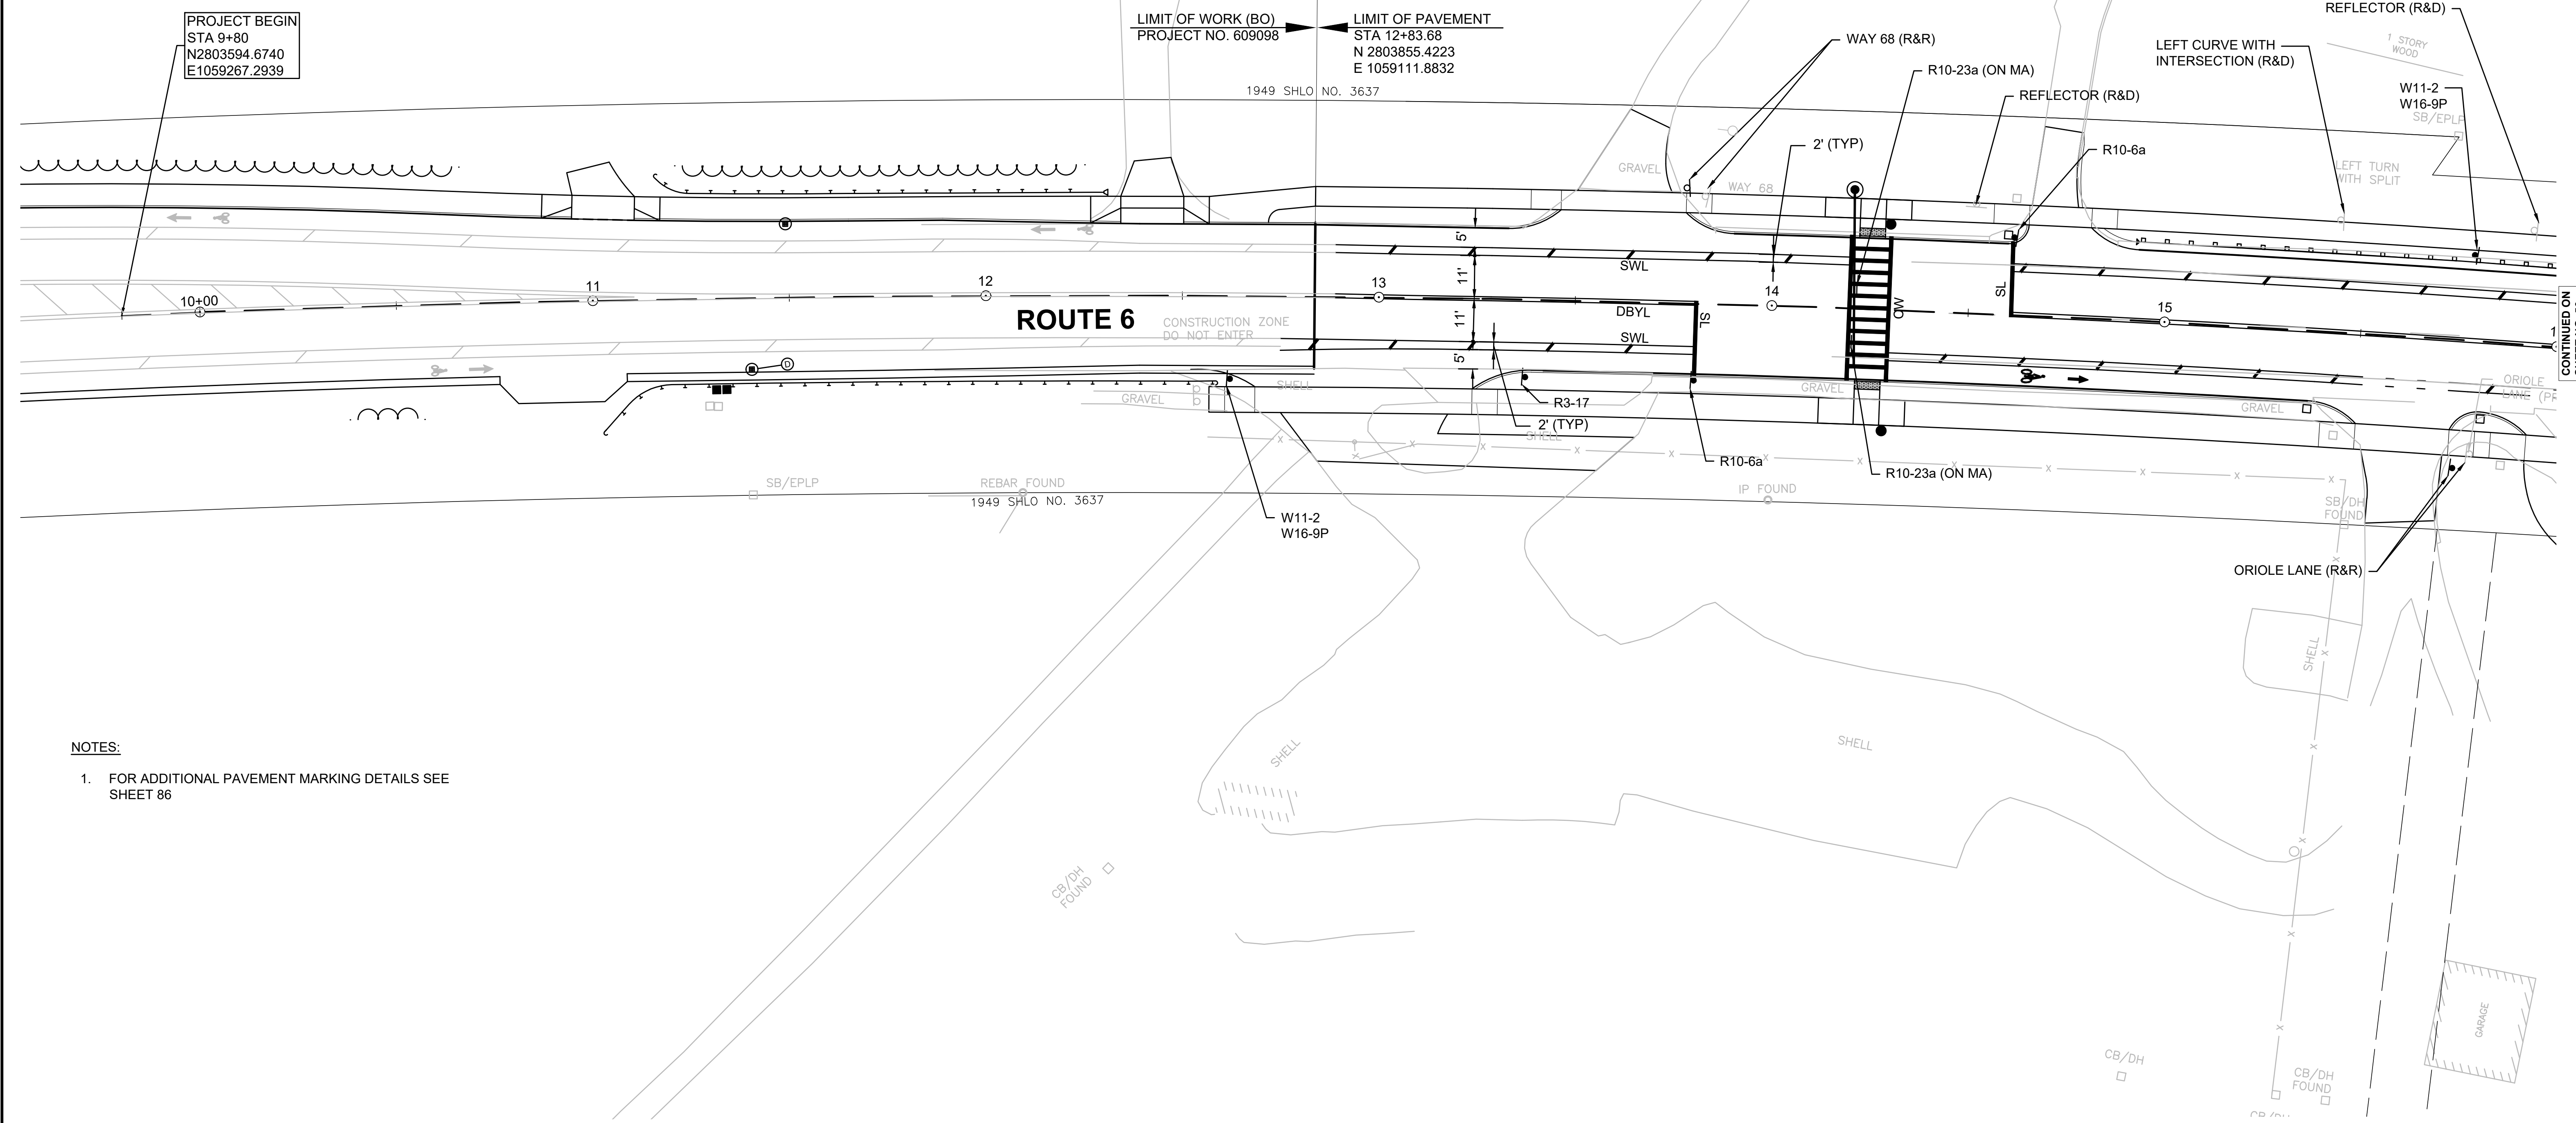 PROJECT BEGIN
STA 9+80
N2803594.6740
E1059267.2939
LIMIT OF WORK (BO)
PROJECT NO. 609098
LIMIT OF PAVEMENT
STA 12+83.68
N 2803855.4223
E 1059111.8832
1949 SHLO NO. 3637
WAY 68 (R&R)
R10-23a (ON MA)
REFLECTOR (R&D)
REFLECTOR (R&D)
LEFT CURVE WITH
INTERSECTION (R&D)
1 STORY
WOOD
W11-2
W16-9P
SB/EPLP
2' (TYP)
R10-6a
GRAVEL
WAY 68
LEFT TURN
WITH SPLIT
5'
11'
11'
5'
SWL
DBYL
SWL
SL
CW
SL
10+00
11
12
13
14
15
1
ROUTE 6
CONSTRUCTION ZONE
DO NOT ENTER
CONTINUED ON
D
SHELL
GRAVEL
R3-17
2' (TYP)
SHELL
GRAVEL
GRAVEL
ORIOLE
LANE (PR
R10-6a
R10-23a (ON MA)
SB/EPLP
REBAR FOUND
1949 SHLO NO. 3637
IP FOUND
SB/DH
FOUND
W11-2
W16-9P
ORIOLE LANE (R&R)
SHELL
SHELL
SHELL
NOTES:
1. FOR ADDITIONAL PAVEMENT MARKING DETAILS SEE
SHEET 86
CB/DH
FOUND
GARAGE
CB/DH
CB/DH
FOUND
CB/DH